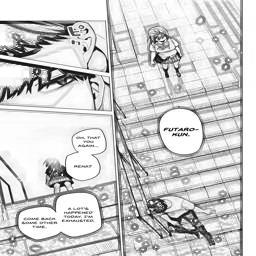 FUTARO-
KUN.
OH, THAT
YOU
AGAIN...
RENA?
A LOT'S
HAPPENED
TODAY. I'M
EXHAUSTED.
COME BACK
SOME OTHER
TIME.